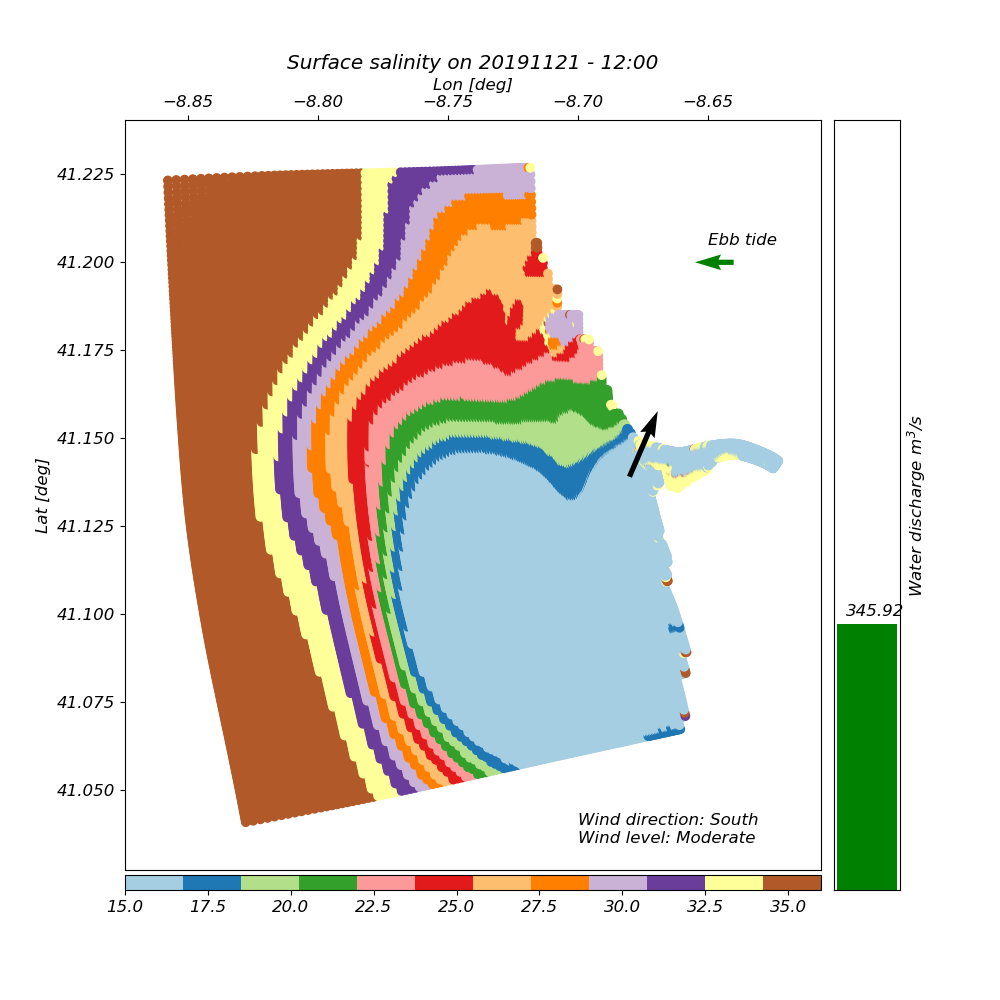 Surface salinity on 20191121 - 12:00
Lon [deg]
−8.85 −8.80 −8.75 −8.70 −8.65
41.225
41.200
41.175
41.150
41.125
41.100
41.075
41.050
Lat [deg]
Ebb tide
Wind direction: South
Wind level: Moderate
345.92
Water discharge m³/s
15.0 17.5 20.0 22.5 25.0 27.5 30.0 32.5 35.0